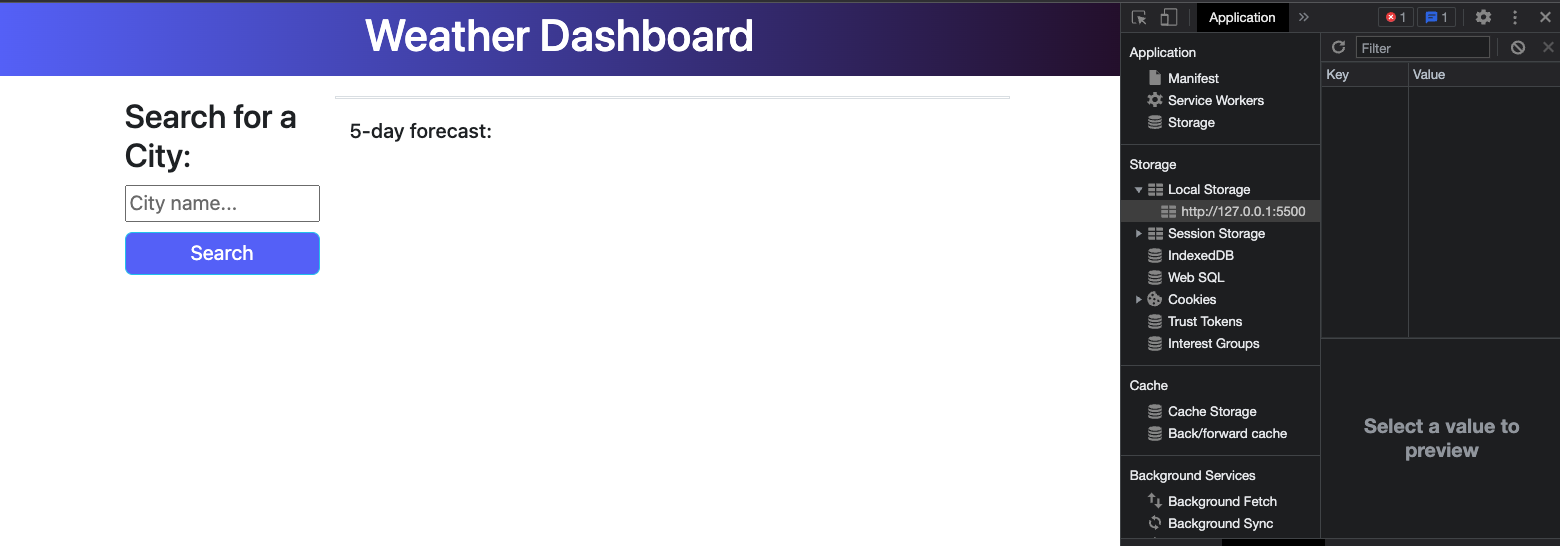 Weather Dashboard
Search for a
City:
City name...
Search
5-day forecast:
Application
1
1
Application
Manifest
Service Workers
Storage
Storage
Local Storage
http://127.0.0.1:5500
Session Storage
IndexedDB
Web SQL
Cookies
Trust Tokens
Interest Groups
Cache
Cache Storage
Back/forward cache
Background Services
Background Fetch
Background Sync
Filter
Key Value
Select a value to
preview